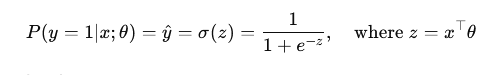 P(y = 1|x; θ) = ŷ = σ(z) = 1 / (1 + e^{-z}), where z = x^⊤θ